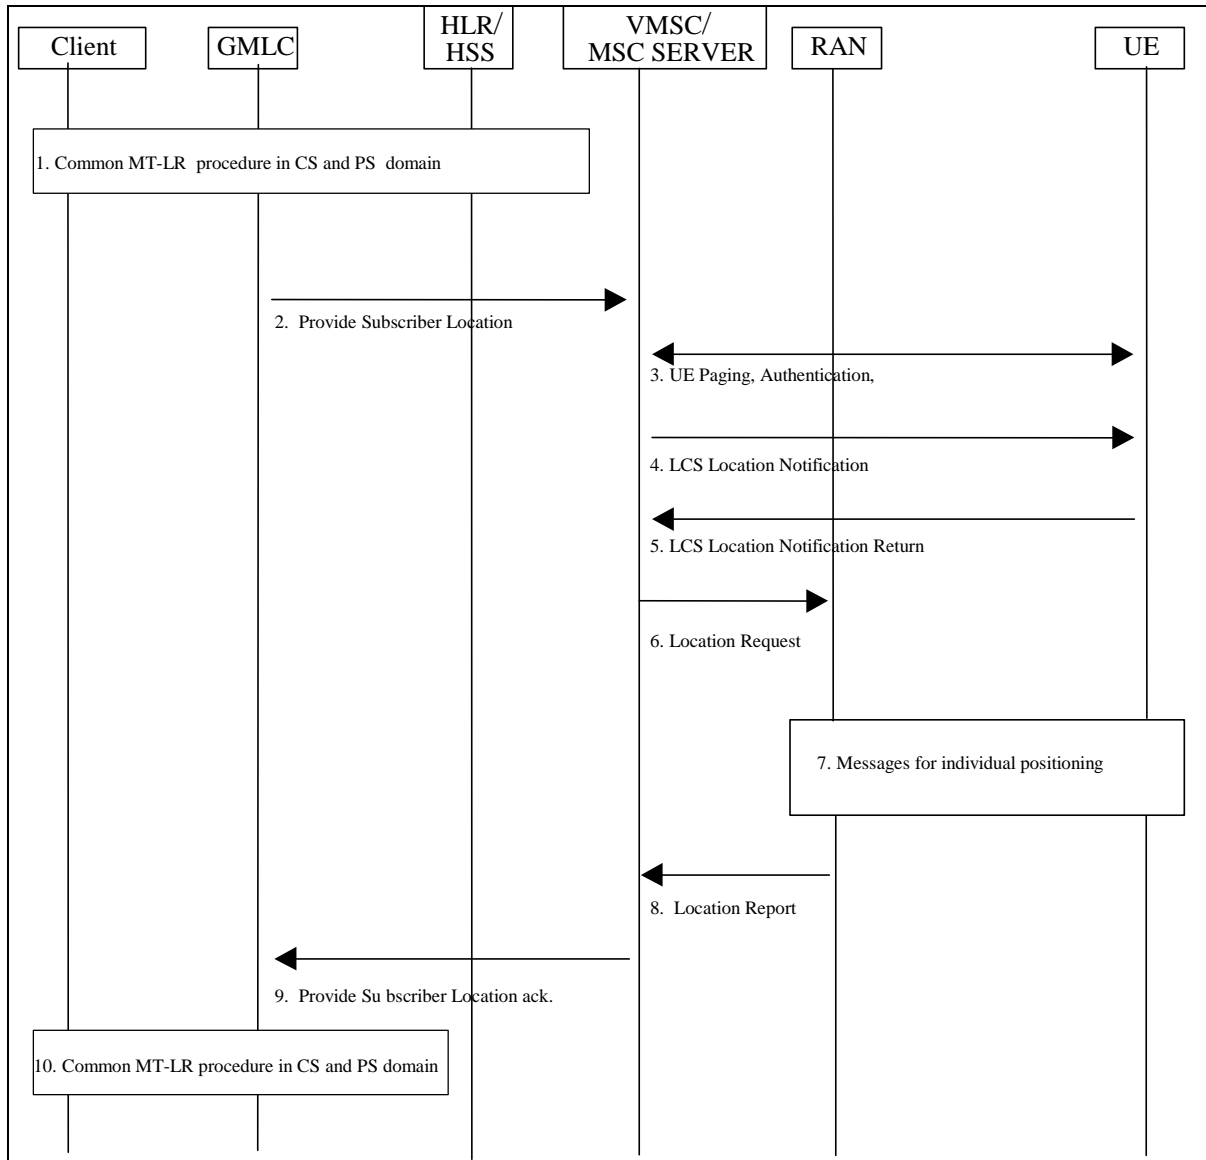 Client
GMLC
HLR/
HSS
VMSC/
MSC SERVER
RAN
UE
1. Common MT-LR procedure in CS and PS domain
2. Provide Subscriber Location
3. UE Paging, Authentication,
4. LCS Location Notification
5. LCS Location Notification Return
6. Location Request
7. Messages for individual positioning
8. Location Report
9. Provide Su bscriber Location ack.
10. Common MT-LR procedure in CS and PS domain